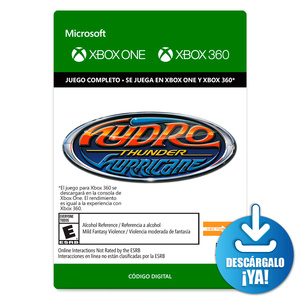 Microsoft
XBOX ONE XBOX 360
JUEGO COMPLETO • SE JUEGA EN XBOX ONE Y XBOX 360*
HYDRO
THUNDER
HURRICANE
*El juego para Xbox 360 se
descargará en la consola de
Xbox One. El rendimiento
es igual a la experiencia con
Xbox 360.
EVERYONE
E
ESRB
Alcohol Reference / Referencia a alcohol
Mild Fantasy Violence / Violencia moderada de fantasía
Online Interactions Not Rated by the ESRB
Interacciones en línea no están clasificadas por la ESRB
CÓDIGO DIGITAL
DESCÁRGALO
¡YA!